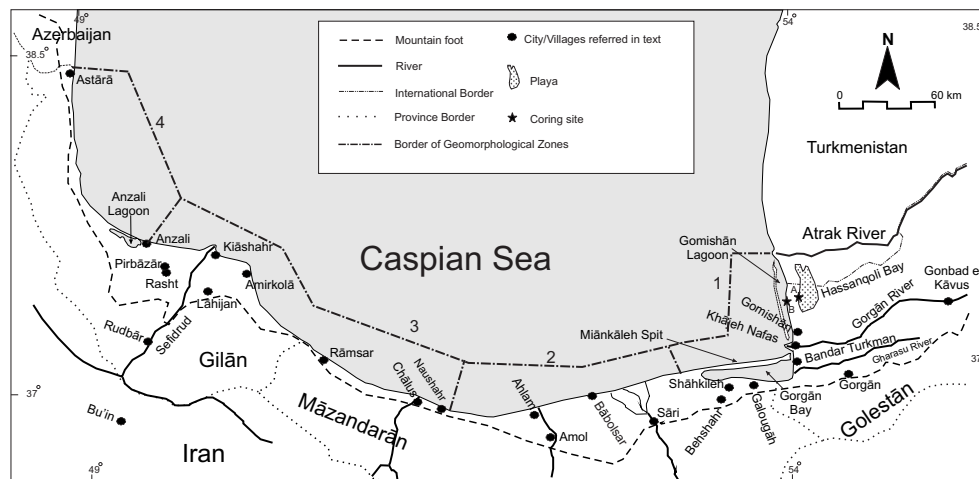 49°
54°
Azerbaijan
38.5°
38.5°
Astārā
Mountain foot
River
International Border
Province Border
Border of Geomorphological Zones
City/Villages referred in text
Playa
Coring site
N
0 60 km
Turkmenistan
4
Anzali
Lagoon
Anzali
Kiāshahr
Pirbāzār
Rasht
Amirkolā
Lāhijan
Rudbār
Sefidrud
Gilān
Caspian Sea
Gomishān
Lagoon
Atrak River
1
A
B
Hassanqoli Bay
Gonbad e
Kāvus
Gomishān
Gorgān River
Khājeh Nafas
3
2
Miānkāleh Spit
Bandar Turkman
Gharasu River
Rāmsar
Chālus
Naushahr
Ahlam
Bābolsar
Shāhkileh
Gorgān
Bay
Gorgān
37
37°
Bu'in
Māzandarān
Amol
Sāri
Behshahr
Galougāh
Golestān
Iran
49°
54°